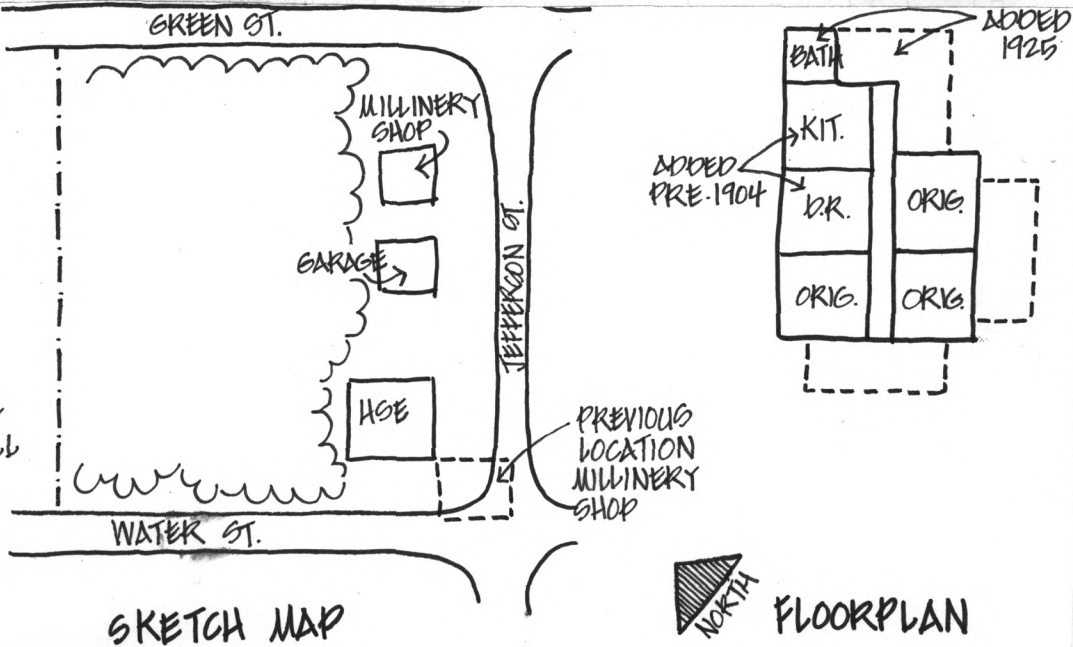 GREEN ST.
MILLINERY
SHOP
GARAGE
JEFFERSON ST.
HSE
PREVIOUS
LOCATION
MILLINERY
SHOP
WATER ST.
SKETCH MAP
ADDED
1925
BATH
KIT.
ADDED
PRE-1904
D.R.
ORIG.
ORIG.
ORIG.
NORTH
FLOORPLAN